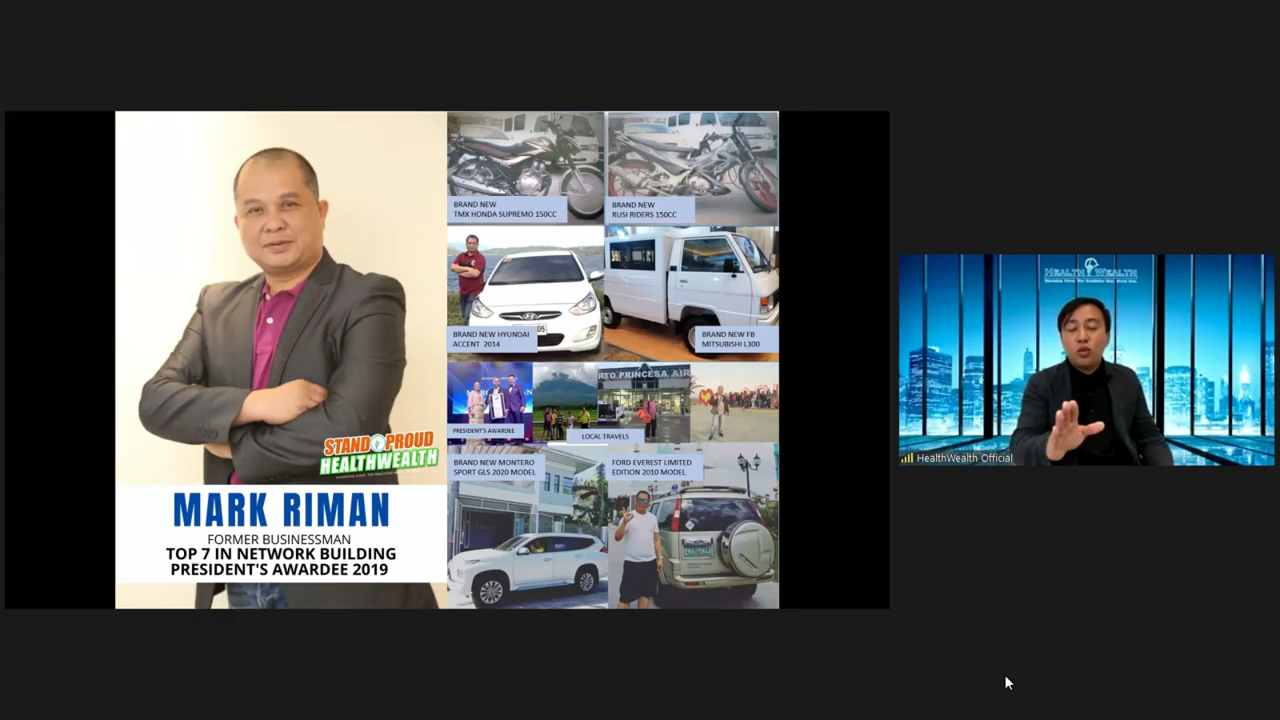 STAND PROUD
HEALTHWEALTH
MARK RIMAN
FORMER BUSINESSMAN
TOP 7 IN NETWORK BUILDING
PRESIDENT'S AWARDEE 2019
BRAND NEW
TMX HONDA SUPREMO 150CC
BRAND NEW
RUSI RIDERS 150CC
BRAND NEW HYUNDAI
ACCENT 2014
BRAND NEW FB
MITSUBISHI L300
PRESIDENT'S AWARDEE
LOCAL TRAVELS
RTO PRINCESA AIR
BRAND NEW MONTERO
SPORT GLS 2020 MODEL
FORD EVEREST LIMITED
EDITION 2010 MODEL
HEALTH WEALTH
HealthWealth Official